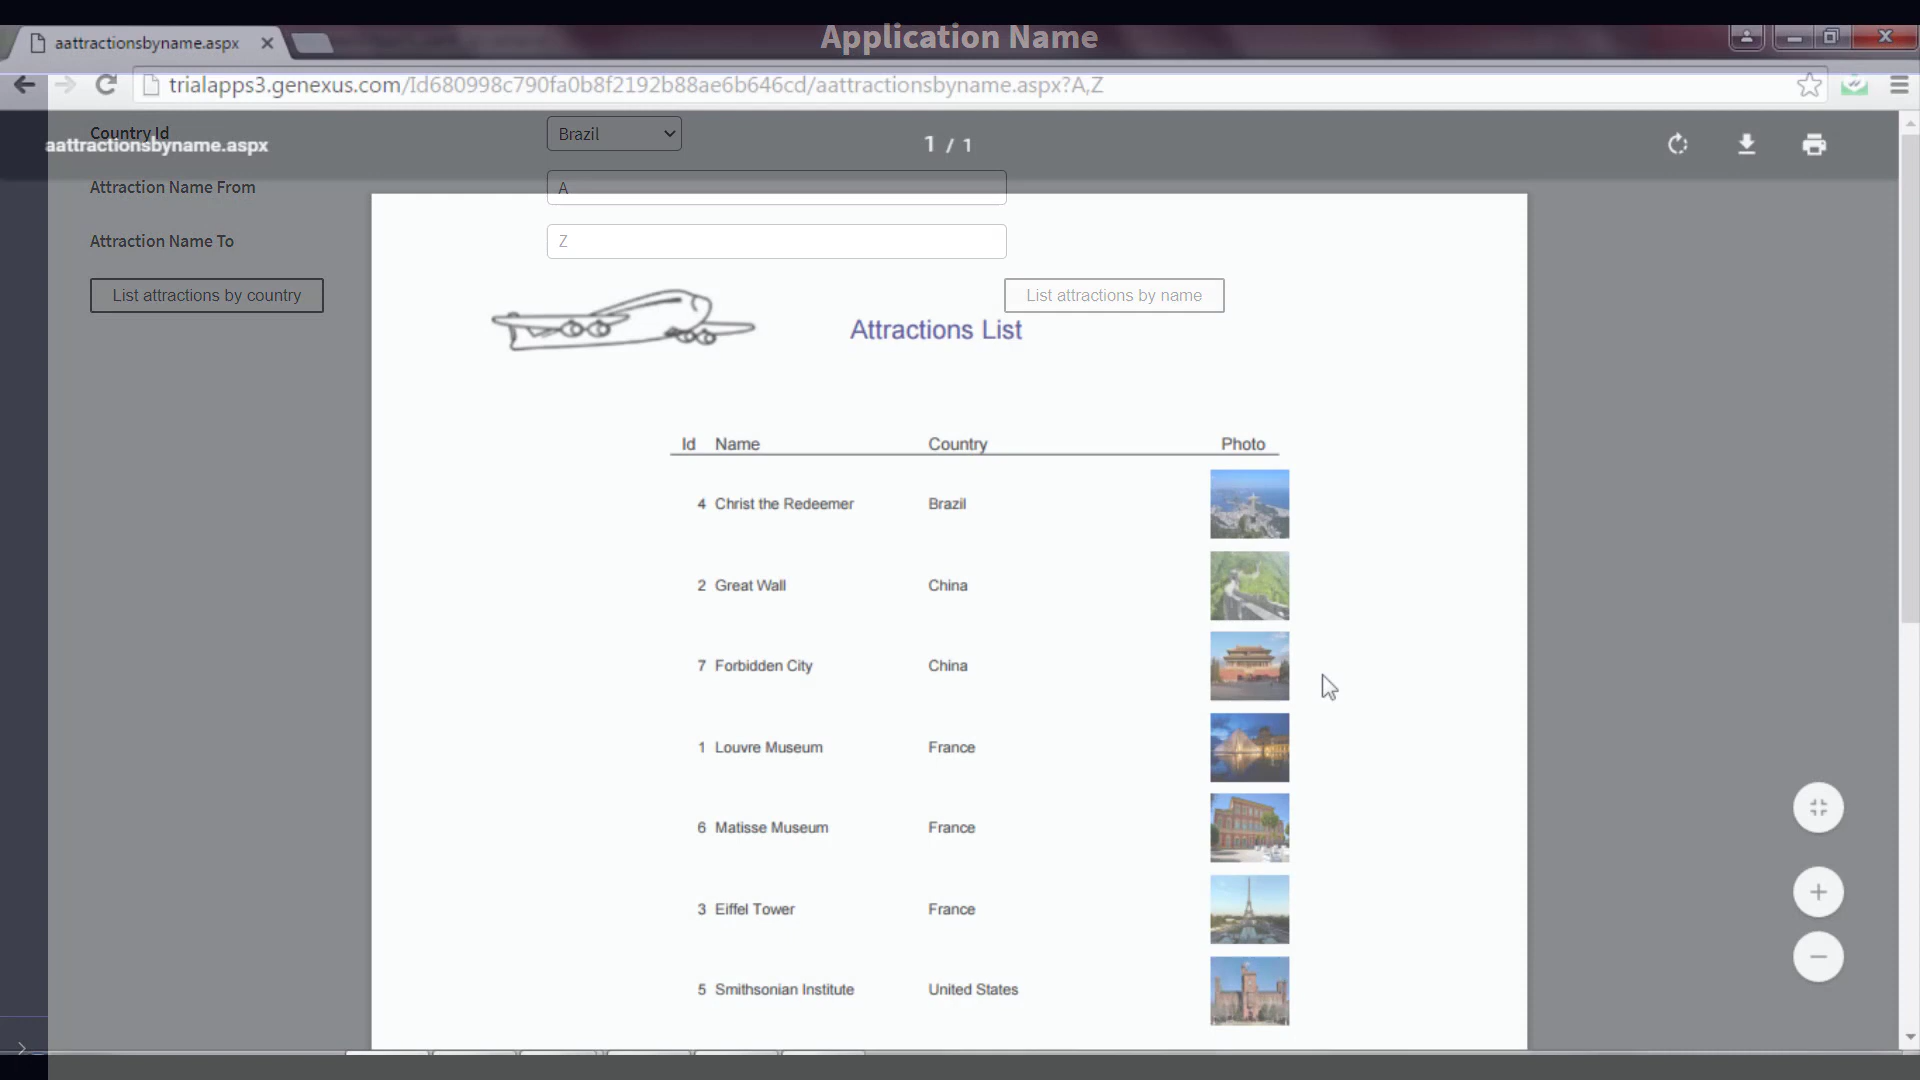 Application Name
aattractionsbyname.aspx
trialapps3.genexus.com/Id680998c790fa0b8f2192b88ae6b646cd/aattractionsbyname.aspx?A,Z
Country Id
Brazil
aattractionsbyname.aspx
1 / 1
Attraction Name From
A
Attraction Name To
Z
List attractions by country
List attractions by name
Attractions List
Id Name Country Photo
4 Christ the Redeemer Brazil
2 Great Wall China
7 Forbidden City China
1 Louvre Museum France
6 Matisse Museum France
3 Eiffel Tower France
5 Smithsonian Institute United States